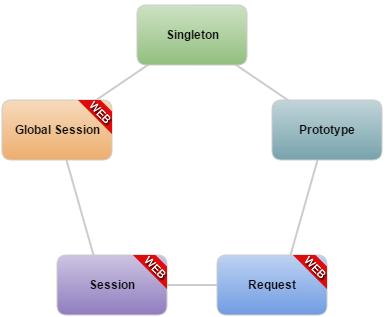 Singleton
WEB
Global Session
Prototype
WEB
Session
WEB
Request